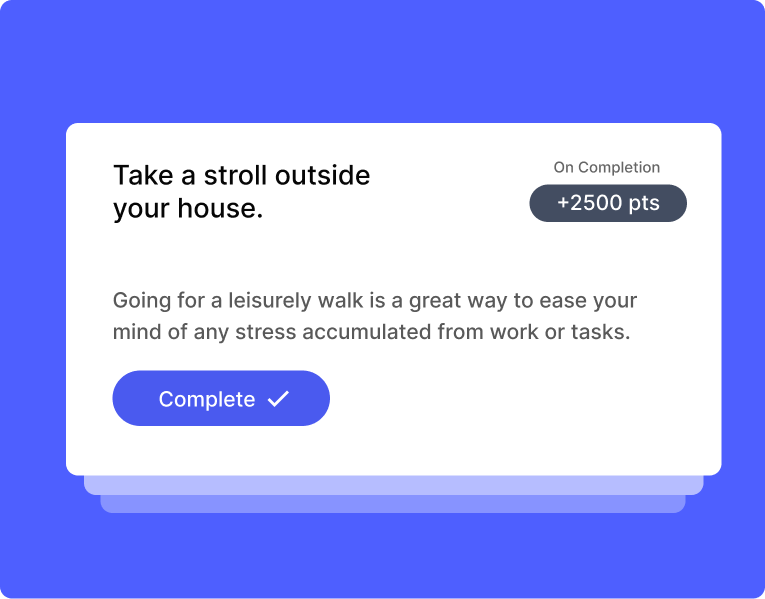 Take a stroll outside
your house.
On Completion
+2500 pts
Going for a leisurely walk is a great way to ease your
mind of any stress accumulated from work or tasks.
Complete